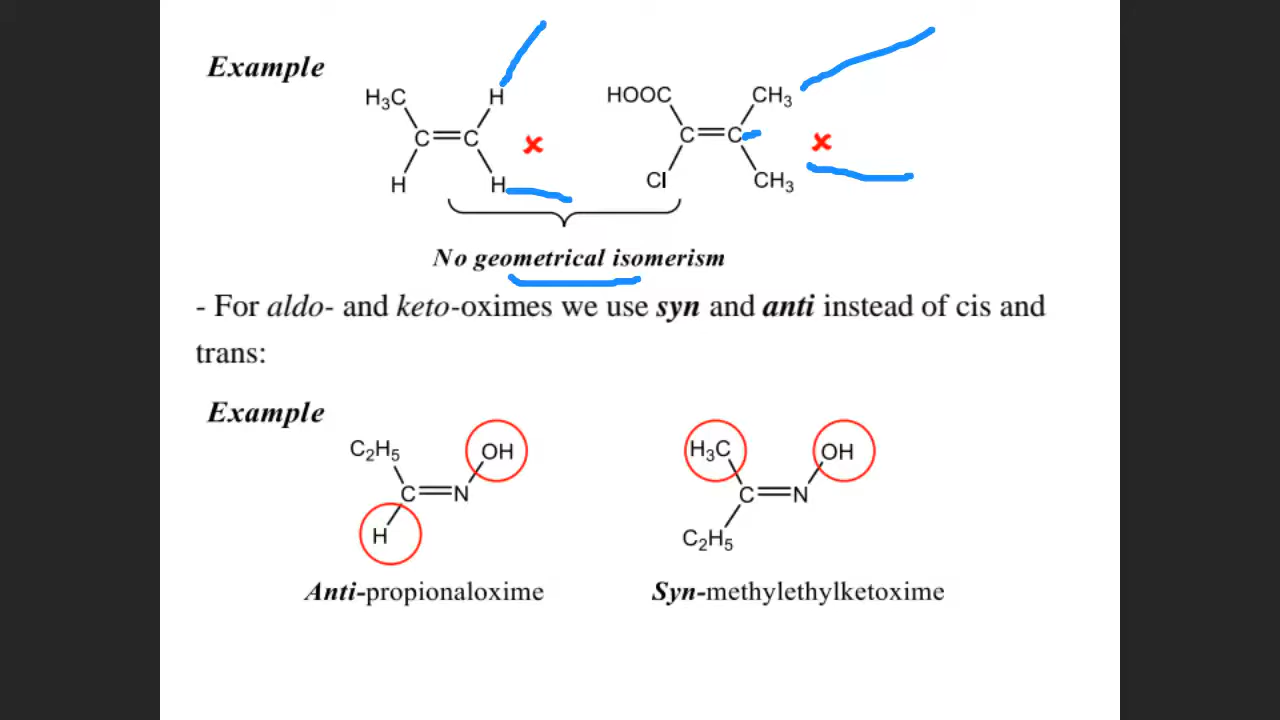 Example
H₃C H HOOC CH₃
C C C C
H H Cl CH₃
No geometrical isomerism
- For aldo- and keto-oximes we use syn and anti instead of cis and
trans:
Example
C₂H₅ OH H₃C OH
C N C N
H C₂H₅
Anti-propionaloxime Syn-methylethylketoxime